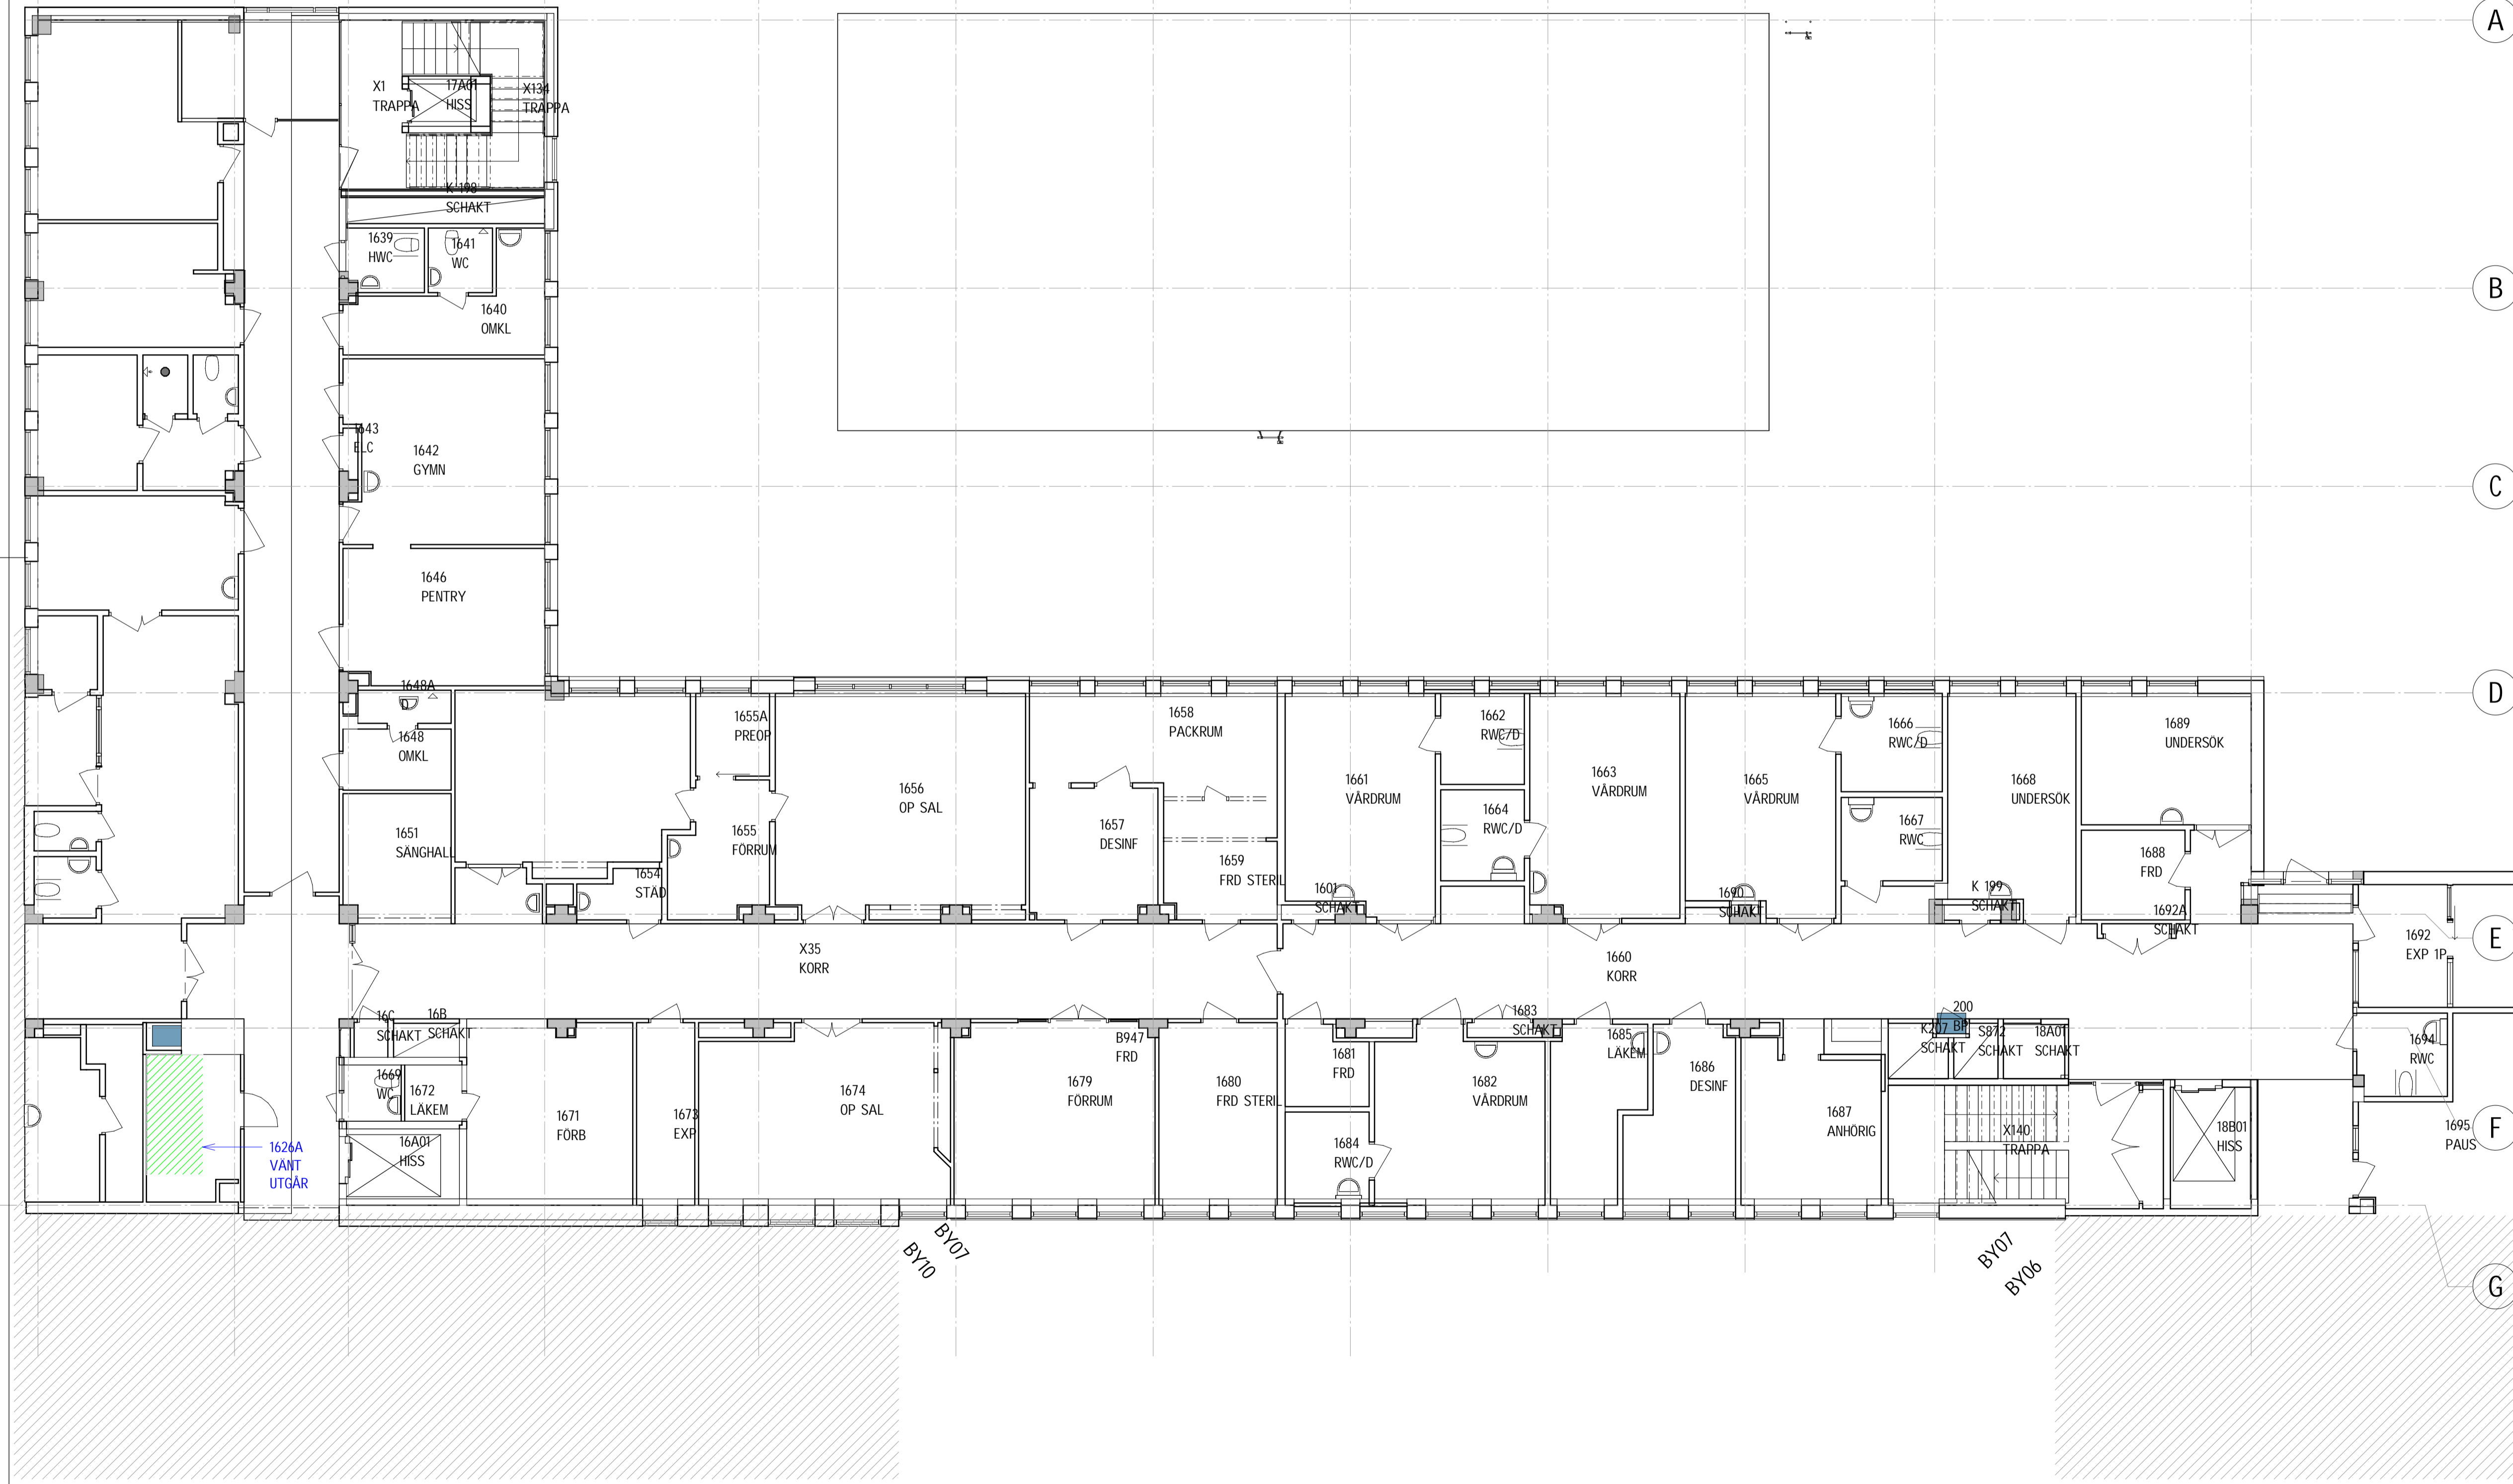 A
X1
TRAPPA
17A01
HISS
X134
TRAPPA
K 198
SCHAKT
1639
HWC
1641
WC
B
1640
OMKL
1643
ELC
1642
GYMN
C
1646
PENTRY
1648A
D
1648
OMKL
1655A
PREOP
1658
PACKRUM
1662
RWC/D
1666
RWC/D
1689
UNDERSÖK
D
1651
SÄNGHALL
1654
STÄD
1655
FÖRRUM
1656
OP SAL
1657
DESINF
1659
FRD STERIL
1661
VÅRDRUM
1601
SCHAKT
1664
RWC/D
1663
VÅRDRUM
1665
VÅRDRUM
1690
SCHAKT
1667
RWC
1668
UNDERSÖK
K 199
SCHAKT
1688
FRD
1692A
SCHAKT
1692
EXP 1P
E
X35
KORR
1660
KORR
16C
SCHAKT
16B
SCHAKT
1669
WC
1672
LÄKEM
16A01
HISS
1671
FÖRB
1673
EXP
1674
OP SAL
1679
FÖRRUM
B947
FRD
1680
FRD STERIL
1681
FRD
1684
RWC/D
1682
VÅRDRUM
1683
SCHAKT
1685
LÄKEM
1686
DESINF
1687
ANHÖRIG
K207
SCHAKT
200
BP
S872
SCHAKT
18A01
SCHAKT
X140
TRAPPA
18B01
HISS
1694
RWC
1695
PAUS
F
1626A
VÄNT
UTGÅR
BY07
BY10
BY07
BY06
G